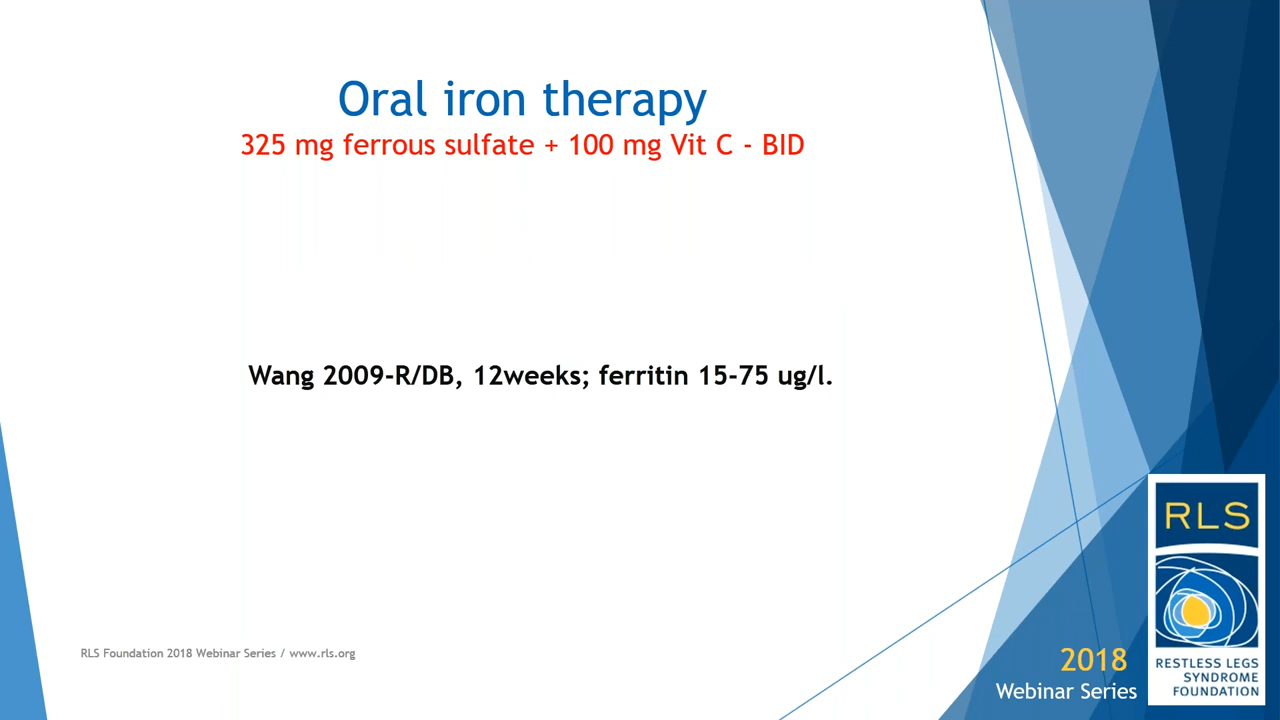 Oral iron therapy
325 mg ferrous sulfate + 100 mg Vit C - BID
Wang 2009-R/DB, 12weeks; ferritin 15-75 ug/l.
RLS Foundation 2018 Webinar Series / www.rls.org
2018
Webinar Series
RLS
RESTLESS LEGS
SYNDROME
FOUNDATION